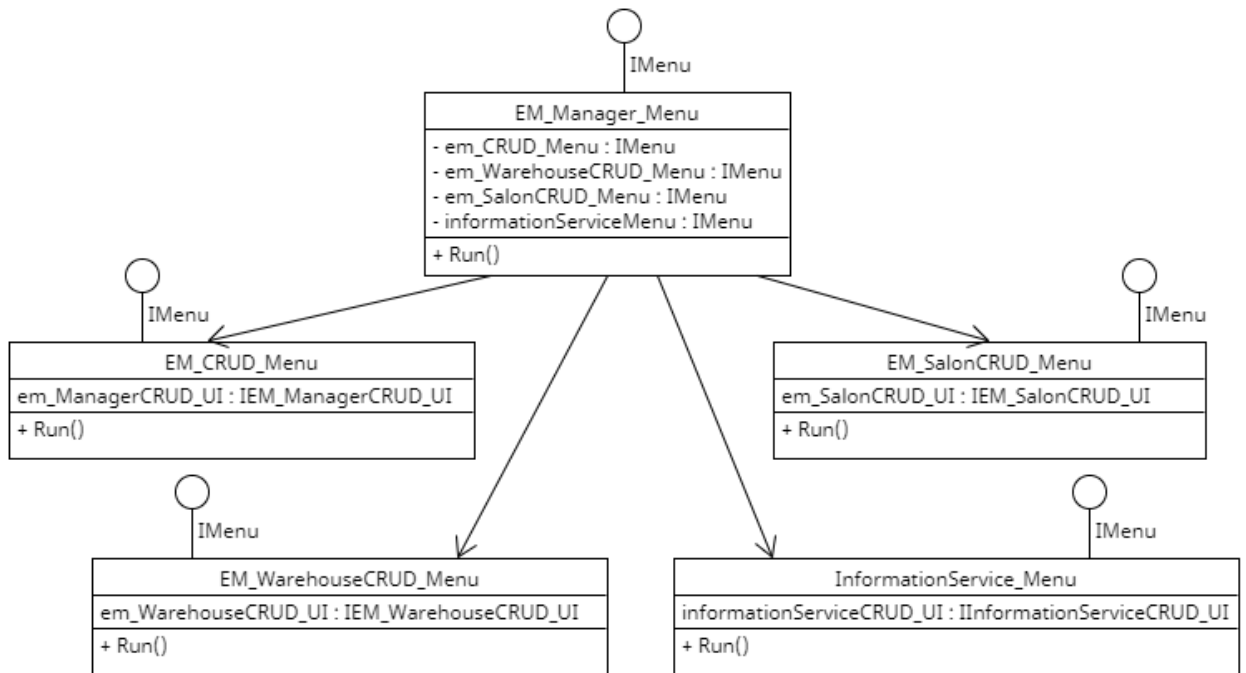 IMenu
EM_Manager_Menu
- em_CRUD_Menu : IMenu
- em_WarehouseCRUD_Menu : IMenu
- em_SalonCRUD_Menu : IMenu
- informationServiceMenu : IMenu
+ Run()
IMenu
EM_CRUD_Menu
em_ManagerCRUD_UI : IEM_ManagerCRUD_UI
+ Run()
IMenu
EM_SalonCRUD_Menu
em_SalonCRUD_UI : IEM_SalonCRUD_UI
+ Run()
IMenu
EM_WarehouseCRUD_Menu
em_WarehouseCRUD_UI : IEM_WarehouseCRUD_UI
+ Run()
IMenu
InformationService_Menu
informationServiceCRUD_UI : IInformationServiceCRUD_UI
+ Run()